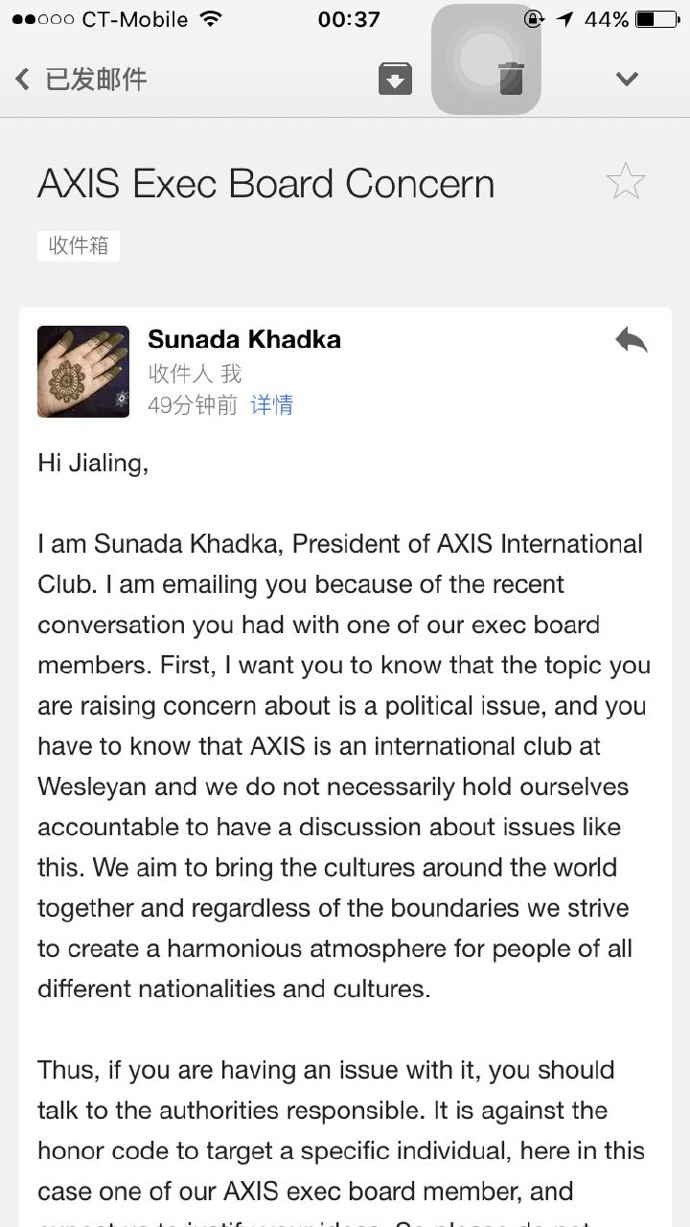 CT-Mobile 00:37 44%
已发邮件
AXIS Exec Board Concern
收件箱
Sunada Khadka
收件人 我
49分钟前 详情
Hi Jialing,
I am Sunada Khadka, President of AXIS International
Club. I am emailing you because of the recent
conversation you had with one of our exec board
members. First, I want you to know that the topic you
are raising concern about is a political issue, and you
have to know that AXIS is an international club at
Wesleyan and we do not necessarily hold ourselves
accountable to have a discussion about issues like
this. We aim to bring the cultures around the world
together and regardless of the boundaries we strive
to create a harmonious atmosphere for people of all
different nationalities and cultures.
Thus, if you are having an issue with it, you should
talk to the authorities responsible. It is against the
honor code to target a specific individual, here in this
case one of our AXIS exec board member, and